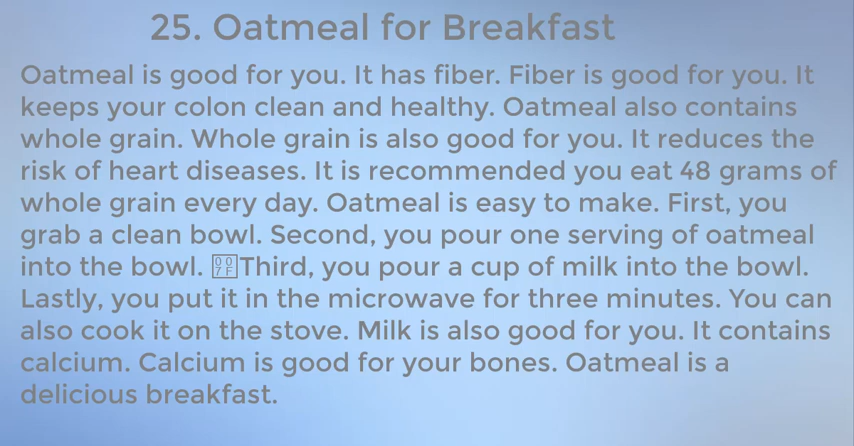 25. Oatmeal for Breakfast
Oatmeal is good for you. It has fiber. Fiber is good for you. It
keeps your colon clean and healthy. Oatmeal also contains
whole grain. Whole grain is also good for you. It reduces the
risk of heart diseases. It is recommended you eat 48 grams of
whole grain every day. Oatmeal is easy to make. First, you
grab a clean bowl. Second, you pour one serving of oatmeal
into the bowl. Third, you pour a cup of milk into the bowl.
Lastly, you put it in the microwave for three minutes. You can
also cook it on the stove. Milk is also good for you. It contains
calcium. Calcium is good for your bones. Oatmeal is a
delicious breakfast.